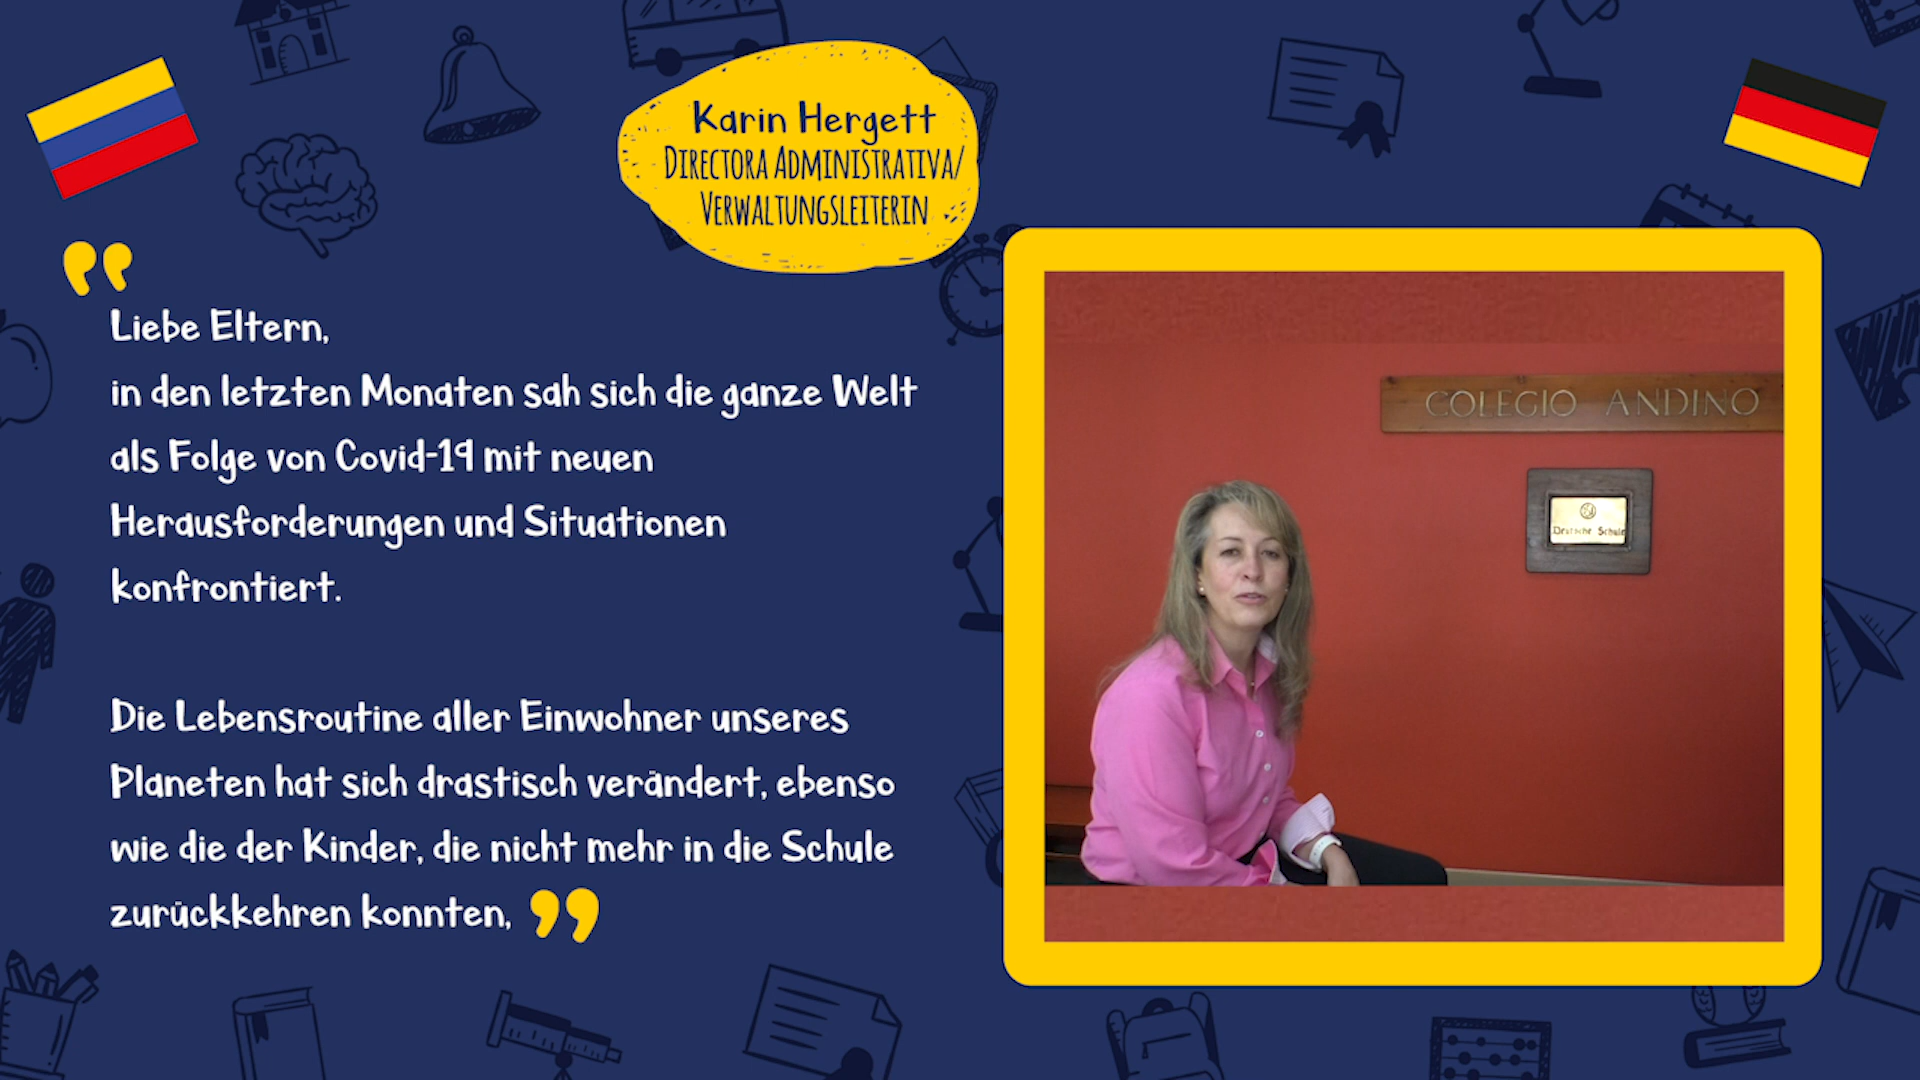 Karin Hergett
DIRECTORA ADMINISTRATIVA/
VERWALTUNGSLEITERIN
Liebe Eltern,
in den letzten Monaten sah sich die ganze Welt
als Folge von Covid-19 mit neuen
Herausforderungen und Situationen
konfrontiert.
Die Lebensroutine aller Einwohner unseres
Planeten hat sich drastisch verändert, ebenso
wie die der Kinder, die nicht mehr in die Schule
zurückkehren konnten,
COLEGIO ANDINO
Deutsche Schule